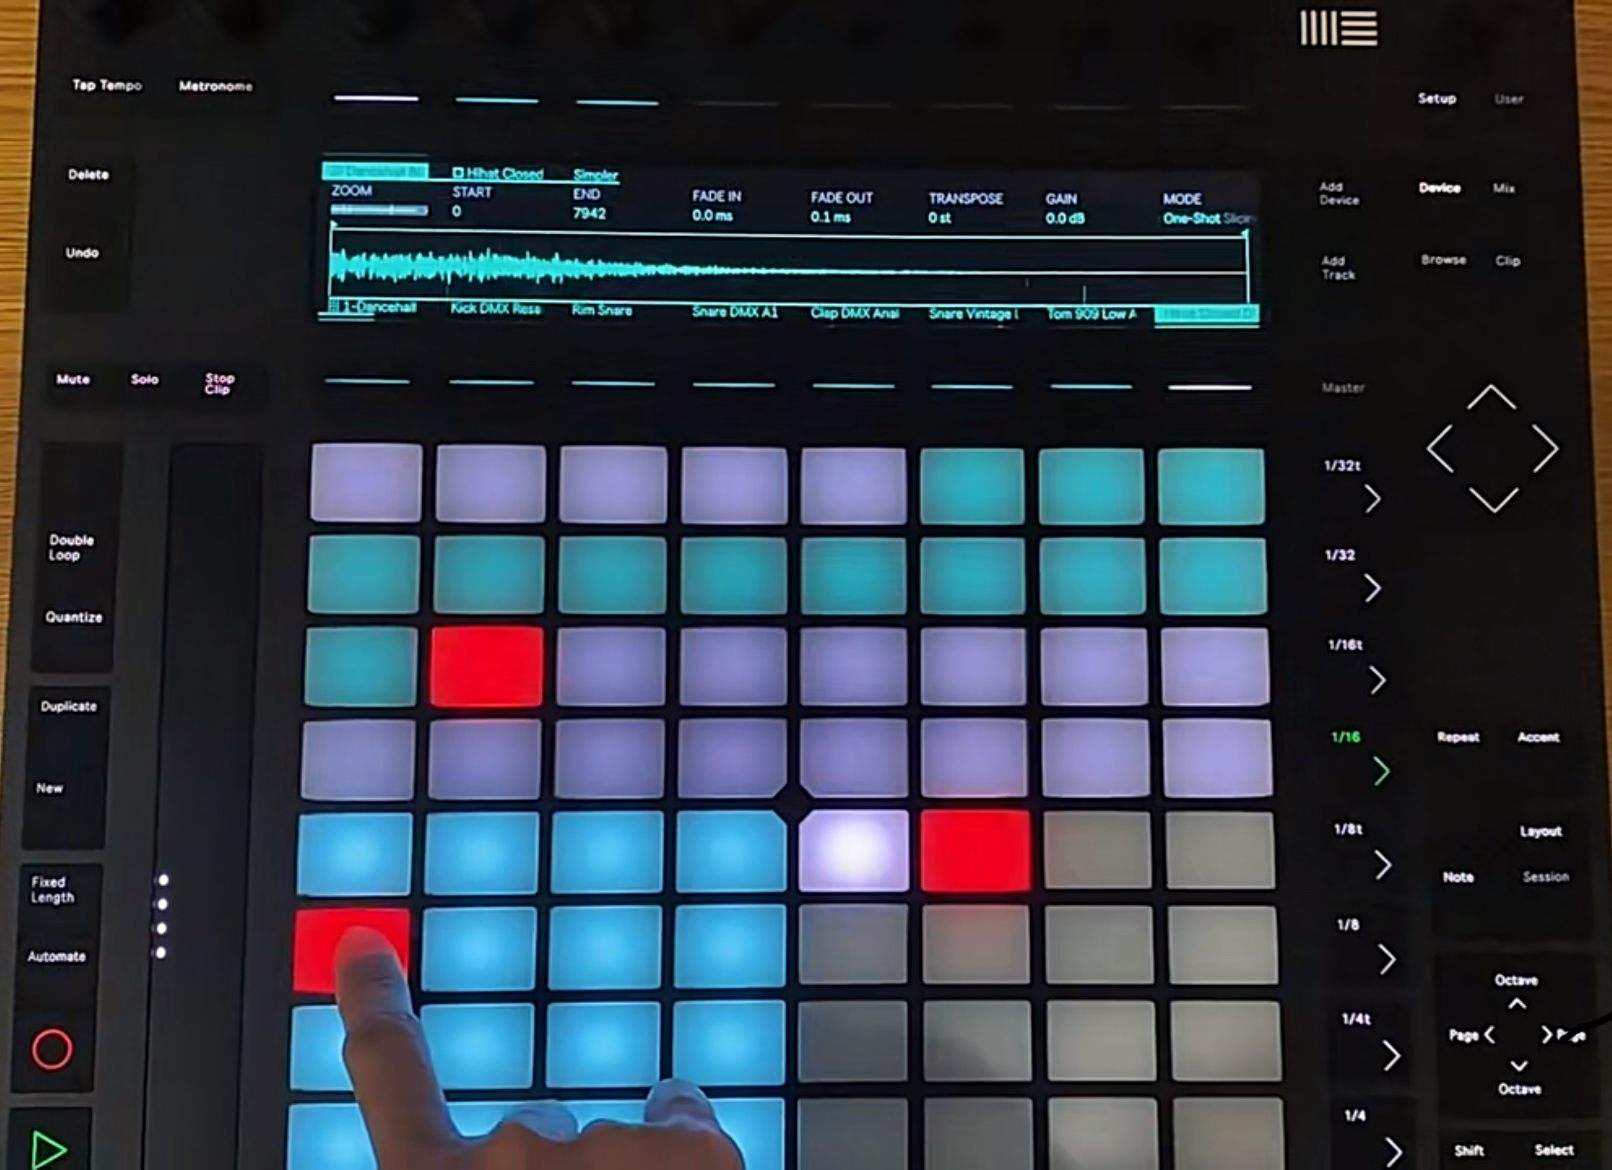 Tap Tempo Metronome
Setup User
Delete
Hihat Closed Simpler
ZOOM START END FADE IN FADE OUT TRANSPOSE GAIN MODE
0 7942 0.0 ms 0.1 ms 0 st 0.0 dB One-Shot Slicin
Add Device
Device Mix
Undo
Add Track
Browse Clip
1-Dancehall Kick DMX Rese Rim Snare Snare DMX A1 Clap DMX Anal Snare Vintage Tom 909 Low A
Mute Solo Stop Clip
Master
1/32t
Double Loop
1/32
Quantize
1/16t
Duplicate
1/16
Repeat Accent
New
1/8t
Layout
Fixed Length
Note Session
1/8
Automate
Octave
1/4t
Page
Octave
1/4
Shift Select